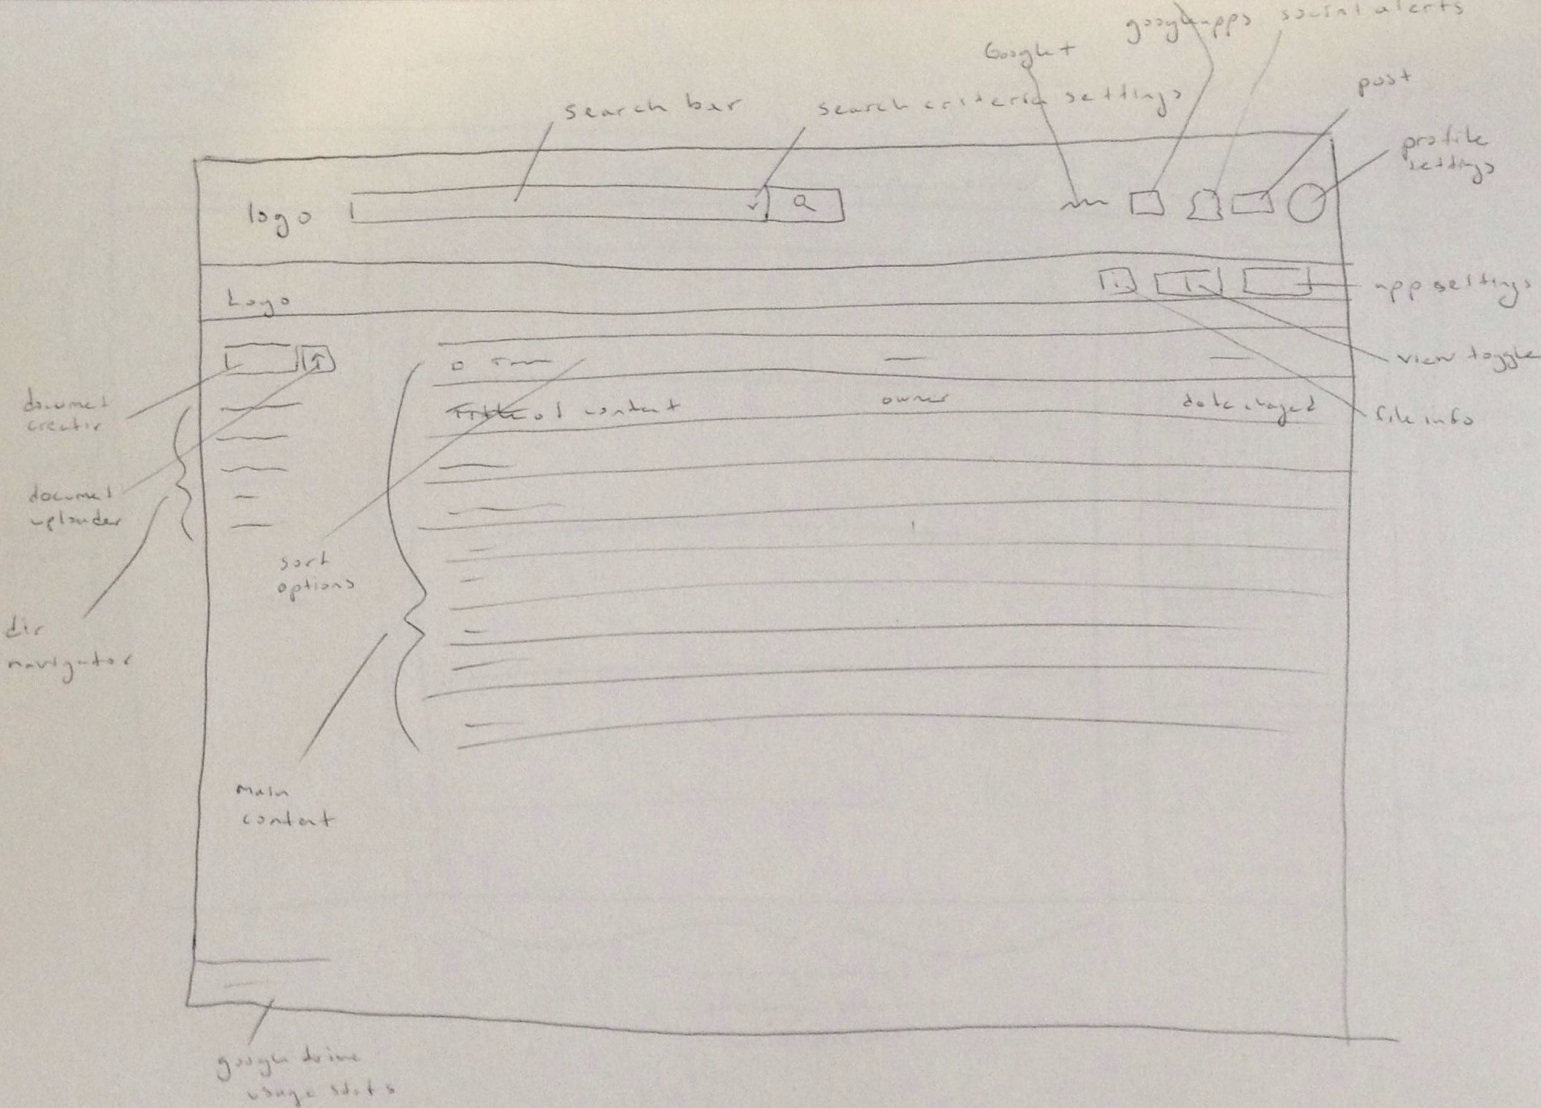 google apps social alerts
Google+
post
search bar
search criteria settings
profile
settings
logo
Logo
app settings
view toggle
file info
document
creator
document
uploader
dir
navigator
sort
options
Title of content
owner
date
main
content
google drive
usage stats